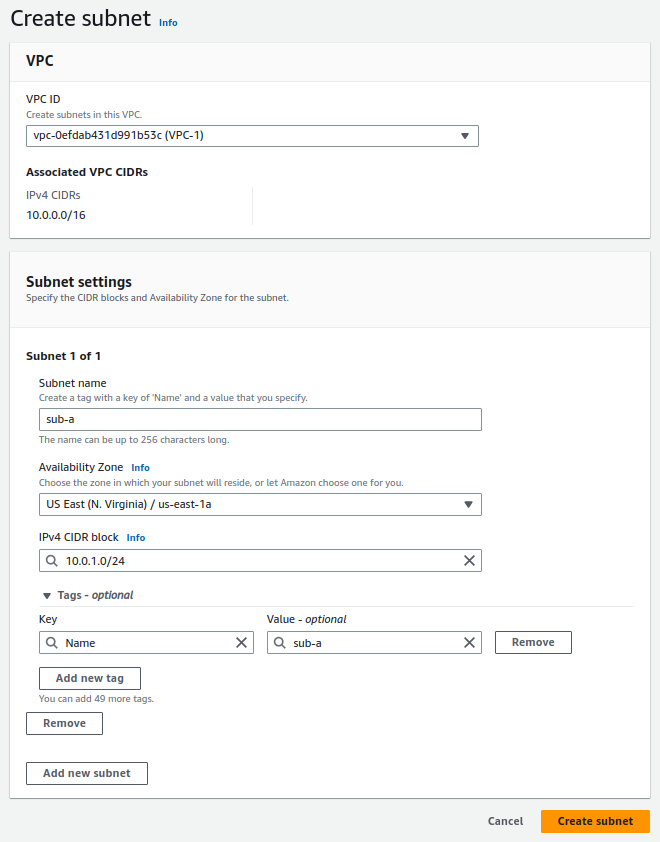 Create subnet Info
VPC
VPC ID
Create subnets in this VPC.
vpc-0efdab431d991b53c (VPC-1)
Associated VPC CIDRs
IPv4 CIDRs
10.0.0.0/16
Subnet settings
Specify the CIDR blocks and Availability Zone for the subnet.
Subnet 1 of 1
Subnet name
Create a tag with a key of 'Name' and a value that you specify.
sub-a
The name can be up to 256 characters long.
Availability Zone Info
Choose the zone in which your subnet will reside, or let Amazon choose one for you.
US East (N. Virginia) / us-east-1a
IPv4 CIDR block Info
10.0.1.0/24
Tags - optional
Key Value - optional
Name sub-a Remove
Add new tag
You can add 49 more tags.
Remove
Add new subnet
Cancel Create subnet